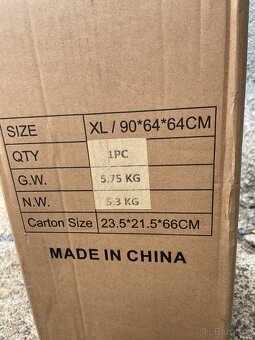 SIZE XL / 90*64*64CM
QTY 1PC
G.W. 5.75 KG
N.W. 5.3 KG
Carton Size 23.5*21.5*66CM
MADE IN CHINA